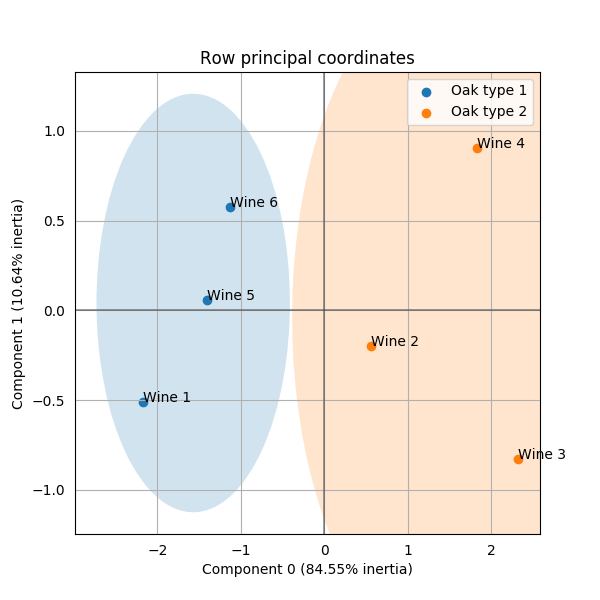 Row principal coordinates
Oak type 1
Oak type 2
Wine 4
Wine 6
Wine 5
Wine 2
Wine 1
Wine 3
1.0
0.5
0.0
−0.5
−1.0
Component 1 (10.64% inertia)
−2
−1
0
1
2
Component 0 (84.55% inertia)